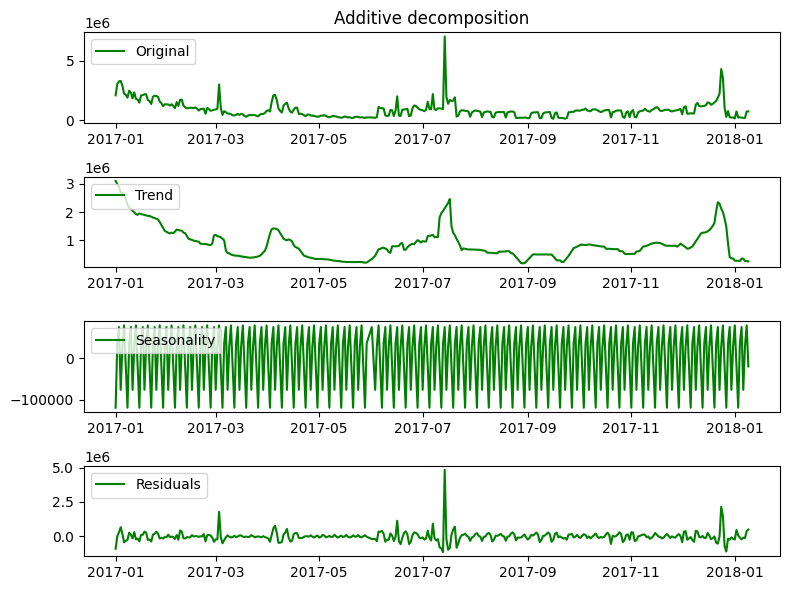 Additive decomposition
1e6
Original
5
0
2017-01 2017-03 2017-05 2017-07 2017-09 2017-11 2018-01
1e6
Trend
3
2
1
2017-01 2017-03 2017-05 2017-07 2017-09 2017-11 2018-01
Seasonality
0
−100000
2017-01 2017-03 2017-05 2017-07 2017-09 2017-11 2018-01
1e6
Residuals
5.0
2.5
0.0
2017-01 2017-03 2017-05 2017-07 2017-09 2017-11 2018-01